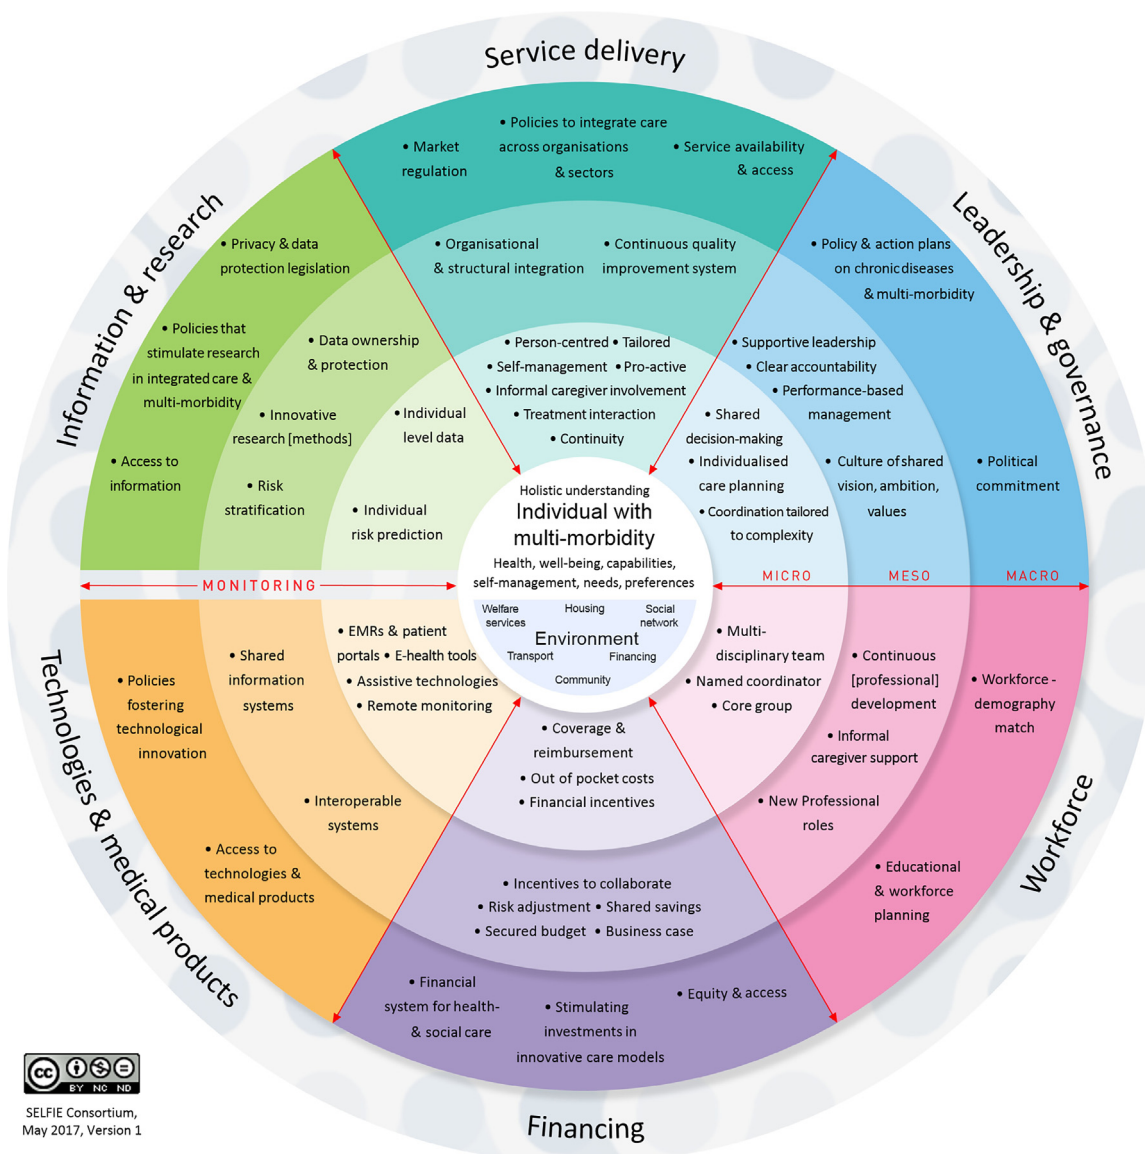 Service delivery
• Policies to integrate care
across organisations
& sectors
• Market
regulation
• Service availability
& access
• Organisational
& structural integration
• Continuous quality
improvement system
• Person-centred • Tailored
• Self-management • Pro-active
• Informal caregiver involvement
• Treatment interaction
• Continuity
Leadership & governance
• Policy & action plans
on chronic diseases
& multi-morbidity
• Political
commitment
• Supportive leadership
• Clear accountability
• Performance-based
management
• Culture of shared
vision, ambition,
values
• Shared
decision-making
• Individualised
care planning
• Coordination tailored
to complexity
Information & research
• Privacy & data
protection legislation
• Policies that
stimulate research
in integrated care &
multi-morbidity
• Access to
information
• Data ownership
& protection
• Innovative
research [methods]
• Risk
stratification
• Individual
level data
• Individual
risk prediction
Holistic understanding
Individual with
multi-morbidity
Health, well-being, capabilities,
self-management, needs, preferences
Welfare
services
Housing
Social
network
Environment
Transport
Financing
Community
MONITORING
MICRO
MESO
MACRO
Technologies & medical products
• EMRs & patient
portals • E-health tools
• Assistive technologies
• Remote monitoring
• Shared
information
systems
• Interoperable
systems
• Policies
fostering
technological
innovation
• Access to
technologies &
medical products
Workforce
• Multi-
disciplinary team
• Named coordinator
• Core group
• Continuous
[professional]
development
• Informal
caregiver support
• New Professional
roles
• Workforce -
demography
match
• Educational
& workforce
planning
• Coverage &
reimbursement
• Out of pocket costs
• Financial incentives
• Incentives to collaborate
• Risk adjustment • Shared savings
• Secured budget • Business case
• Financial
system for health-
& social care
• Stimulating
investments in
innovative care models
• Equity & access
Financing
cc
BY NC ND
SELFIE Consortium,
May 2017, Version 1